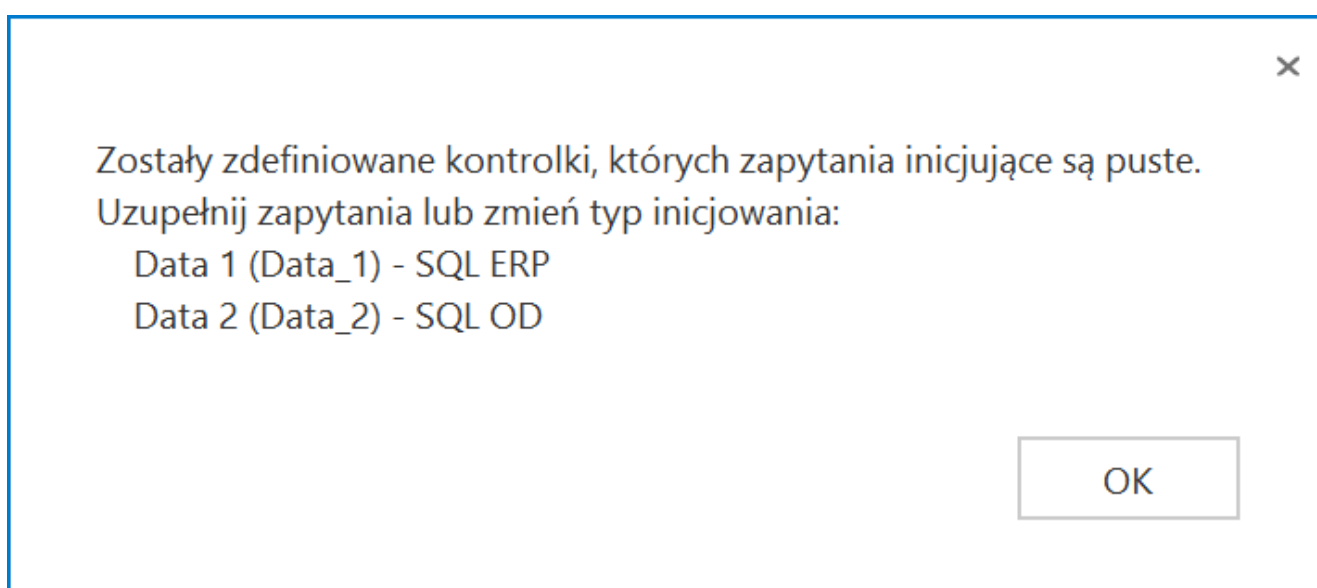 Zostały zdefiniowane kontrolki, których zapytania inicjujące są puste.
Uzupełnij zapytania lub zmień typ inicjowania:
Data 1 (Data_1) - SQL ERP
Data 2 (Data_2) - SQL OD
OK